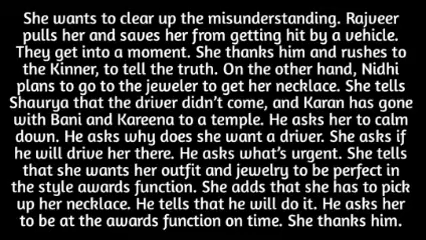 She wants to clear up the misunderstanding. Rajveer
pulls her and saves her from getting hit by a vehicle.
They get into a moment. She thanks him and rushes to
the Kinner, to tell the truth. On the other hand, Nidhi
plans to go to the jeweler to get her necklace. She tells
Shaurya that the driver didn't come, and Karan has gone
with Bani and Kareena to a temple. He asks her to calm
down. He asks why does she want a driver. She asks if
he will drive her there. He asks what's urgent. She tells
that she wants her outfit and jewelry to be perfect in
the style awards function. She adds that she has to pick
up her necklace. He tells that he will do it. He asks her
to be at the awards function on time. She thanks him.